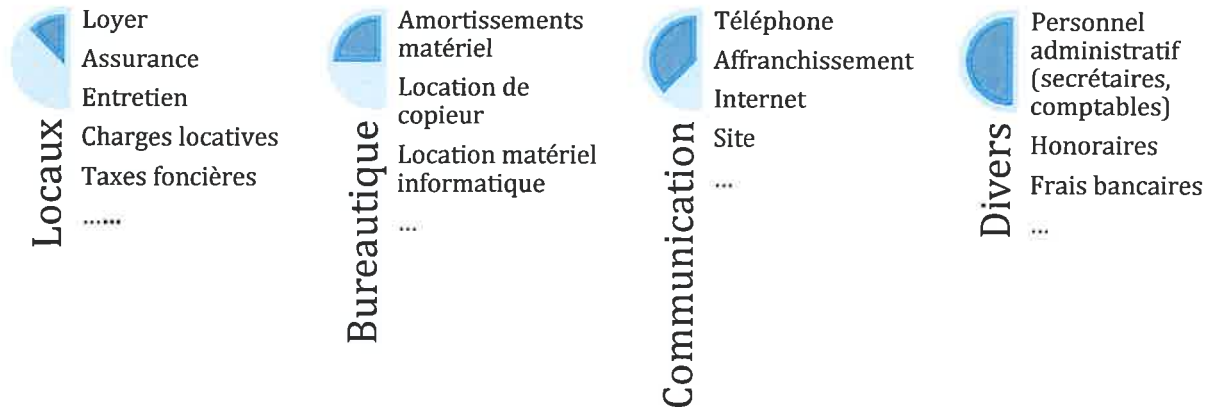 Loyer
Assurance
Entretien
Charges locatives
Taxes foncières
......
Locaux
Amortissements
matériel
Location de
copieur
Location matériel
informatique
...
Bureautique
Téléphone
Affranchissement
Internet
Site
...
Communication
Personnel
administratif
(secrétaires,
comptables)
Honoraires
Frais bancaires
...
Divers